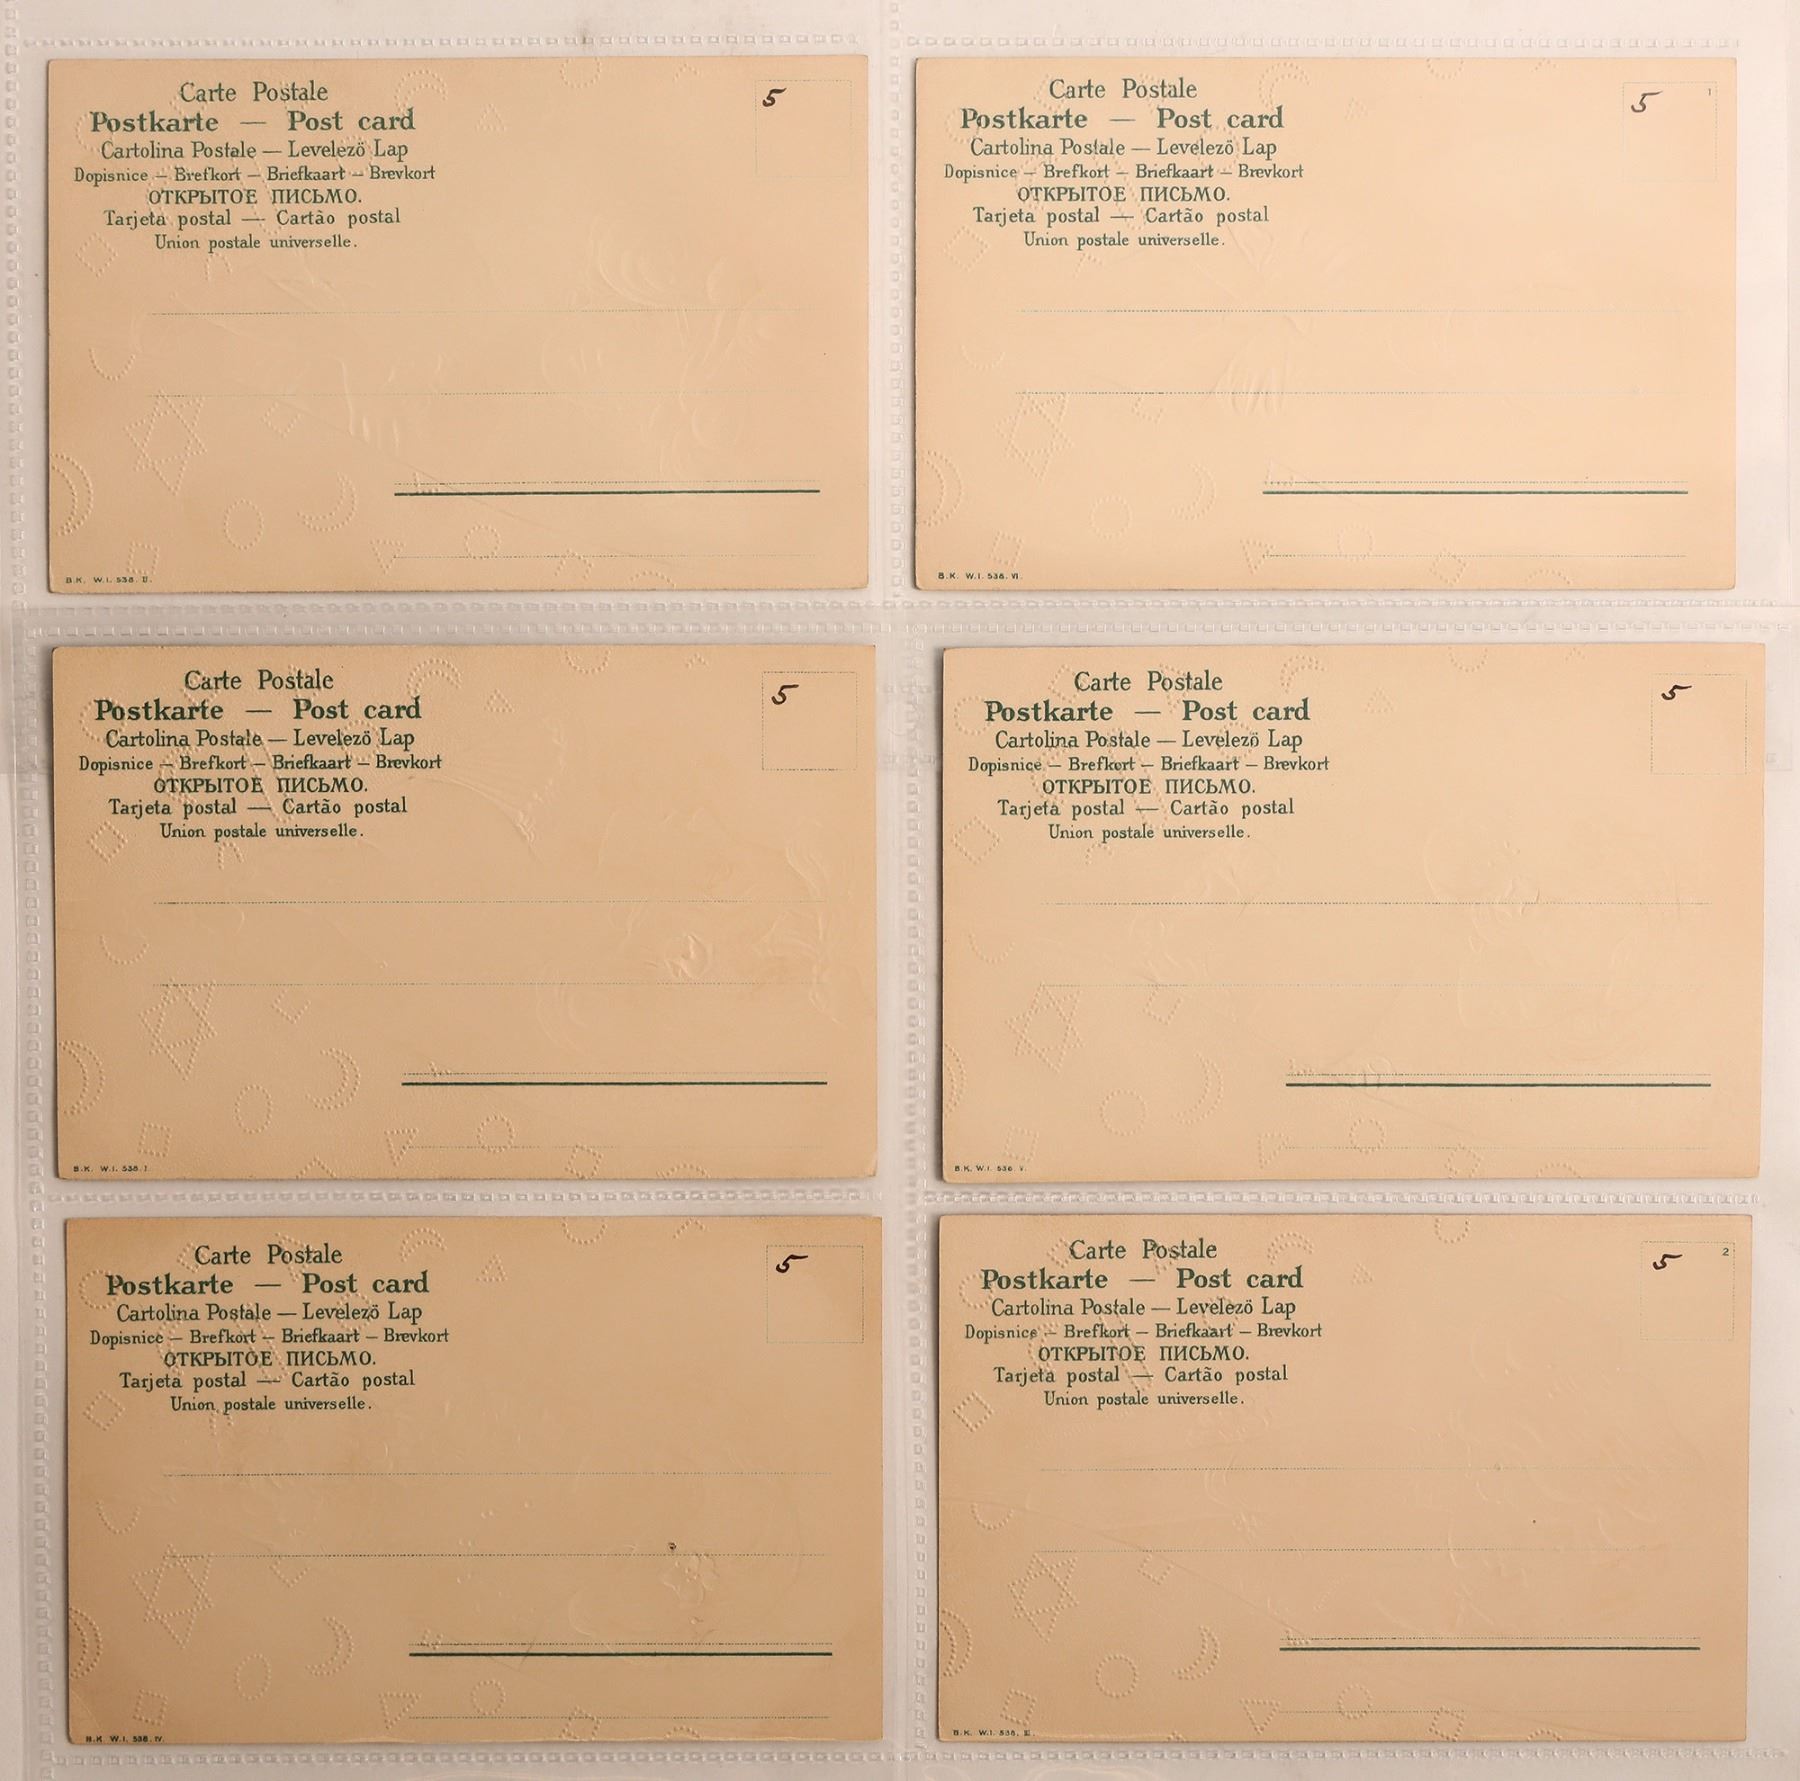 Carte Postale
5
Postkarte — Post card
Cartolina Postale — Levelezö Lap
Dopisnice — Brefkort — Briefkaart — Brevkort
ОТКРЫТОЕ ПИСЬМО.
Tarjeta postal — Cartão postal
Union postale universelle.
B.K. W.I. 538. II.
Carte Postale
5
1
Postkarte — Post card
Cartolina Postale — Levelezö Lap
Dopisnice — Brefkort — Briefkaart — Brevkort
ОТКРЫТОЕ ПИСЬМО.
Tarjeta postal — Cartão postal
Union postale universelle.
B.K. W.I. 538. VI.
Carte Postale
5
Postkarte — Post card
Cartolina Postale — Levelezö Lap
Dopisnice — Brefkort — Briefkaart — Brevkort
ОТКРЫТОЕ ПИСЬМО.
Tarjeta postal — Cartão postal
Union postale universelle.
B.K. W.I. 538. I.
Carte Postale
5
Postkarte — Post card
Cartolina Postale — Levelezö Lap
Dopisnice — Brefkort — Briefkaart — Brevkort
ОТКРЫТОЕ ПИСЬМО.
Tarjeta postal — Cartão postal
Union postale universelle.
B.K. W.I. 538. V.
Carte Postale
5
Postkarte — Post card
Cartolina Postale — Levelezö Lap
Dopisnice — Brefkort — Briefkaart — Brevkort
ОТКРЫТОЕ ПИСЬМО.
Tarjeta postal — Cartão postal
Union postale universelle.
B.K. W.I. 538. IV.
Carte Postale
5
2
Postkarte — Post card
Cartolina Postale — Levelezö Lap
Dopisnice — Brefkort — Briefkaart — Brevkort
ОТКРЫТОЕ ПИСЬМО.
Tarjeta postal — Cartão postal
Union postale universelle.
B.K. W.I. 538. III.